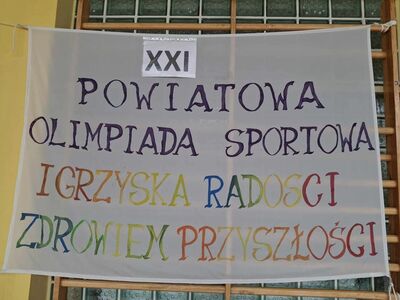 XXI
POWIATOWA
OLIMPIADA SPORTOWA
IGRZYSKA RADOŚCI
ZDROWIEM PRZYSZŁOŚCI